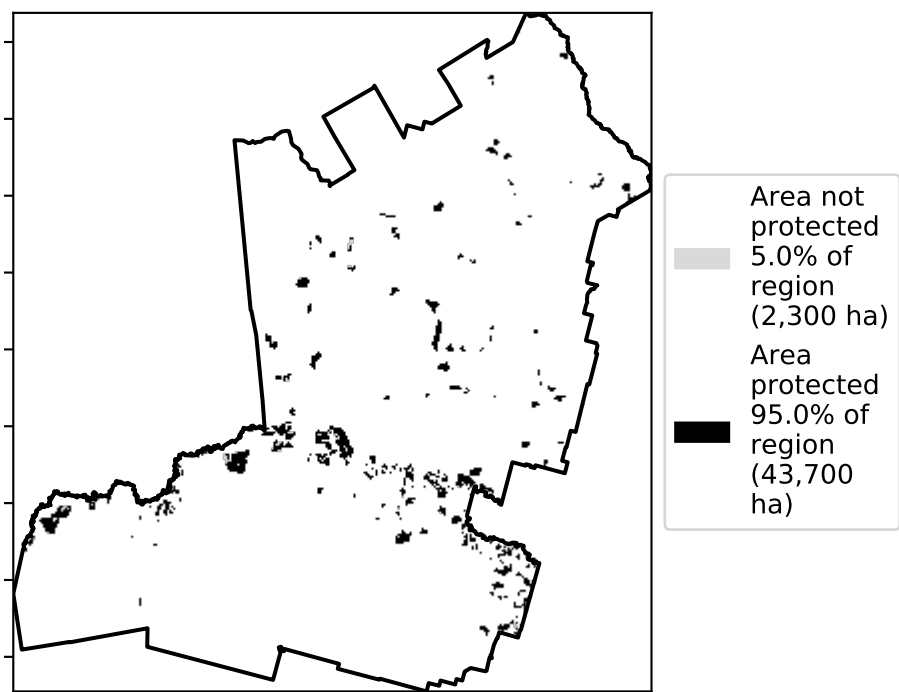 Area not
protected
5.0% of
region
(2,300 ha)
Area
protected
95.0% of
region
(43,700
ha)